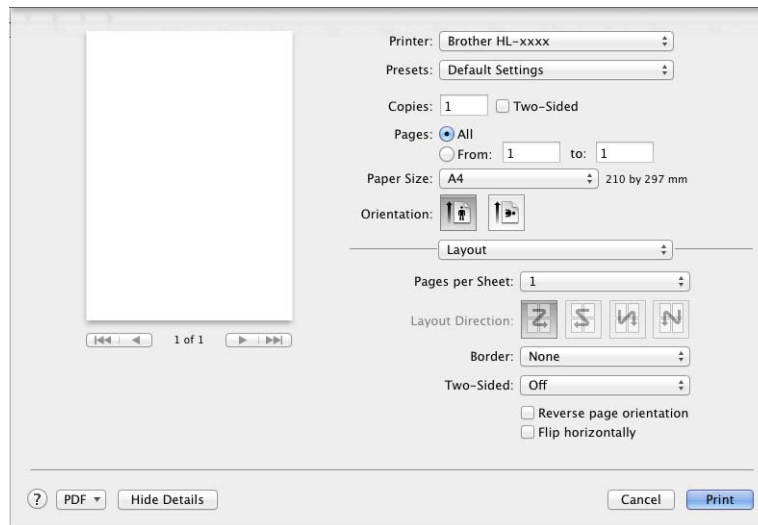 Printer: Brother HL-xxxx
Presets: Default Settings
Copies: 1 Two-Sided
Pages: All
From: 1 to: 1
Paper Size: A4 210 by 297 mm
Orientation:
Layout
Pages per Sheet: 1
Layout Direction:
Border: None
Two-Sided: Off
Reverse page orientation
Flip horizontally
1 of 1
? PDF Hide Details Cancel Print